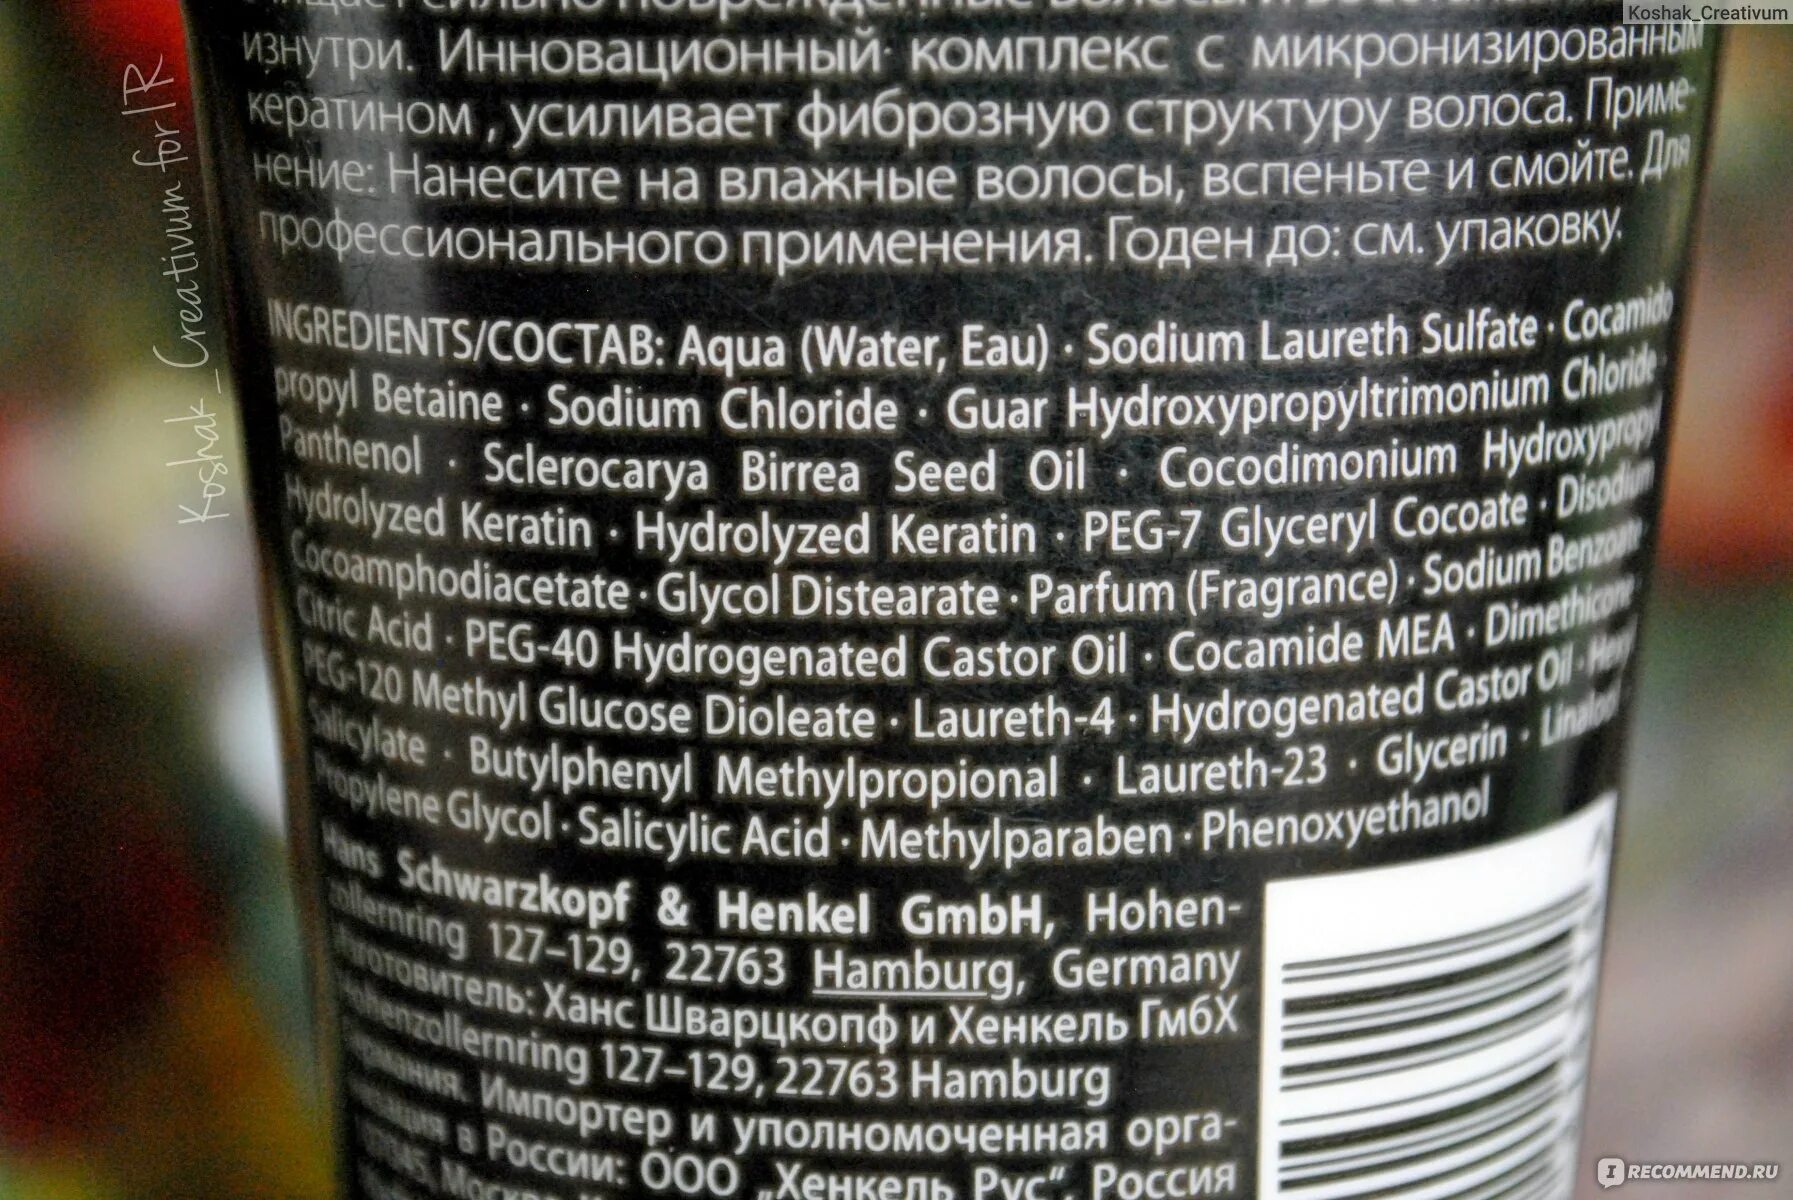 Koshak_Creativum
Koshak_Creativum for IR
изнутри. Инновационный комплекс с микронизированным
кератином , усиливает фиброзную структуру волоса. Приме-
нение: Нанесите на влажные волосы, вспеньте и смойте. Для
профессионального применения. Годен до: см. упаковку.
INGREDIENTS/СОСТАВ: Aqua (Water, Eau) · Sodium Laureth Sulfate · Cocamido
propyl Betaine · Sodium Chloride · Guar Hydroxypropyltrimonium Chloride ·
Panthenol · Sclerocarya Birrea Seed Oil · Cocodimonium Hydroxypropyl
Hydrolyzed Keratin · Hydrolyzed Keratin · PEG-7 Glyceryl Cocoate · Disodium
Cocoamphodiacetate · Glycol Distearate · Parfum (Fragrance) · Sodium Benzoate
Citric Acid · PEG-40 Hydrogenated Castor Oil · Cocamide MEA · Dimethicone ·
PEG-120 Methyl Glucose Dioleate · Laureth-4 · Hydrogenated Castor Oil · Hexyl
Salicylate · Butylphenyl Methylpropional · Laureth-23 · Glycerin · Linalool
Propylene Glycol · Salicylic Acid · Methylparaben · Phenoxyethanol
Hans Schwarzkopf & Henkel GmbH, Hohen-
zollernring 127–129, 22763 Hamburg, Germany
Изготовитель: Ханс Шварцкопф и Хенкель ГмбХ
Hohenzollernring 127–129, 22763 Hamburg
Германия. Импортер и уполномоченная орга-
низация в России: ООО „Хенкель Рус“, Россия
IRECOMMEND.RU